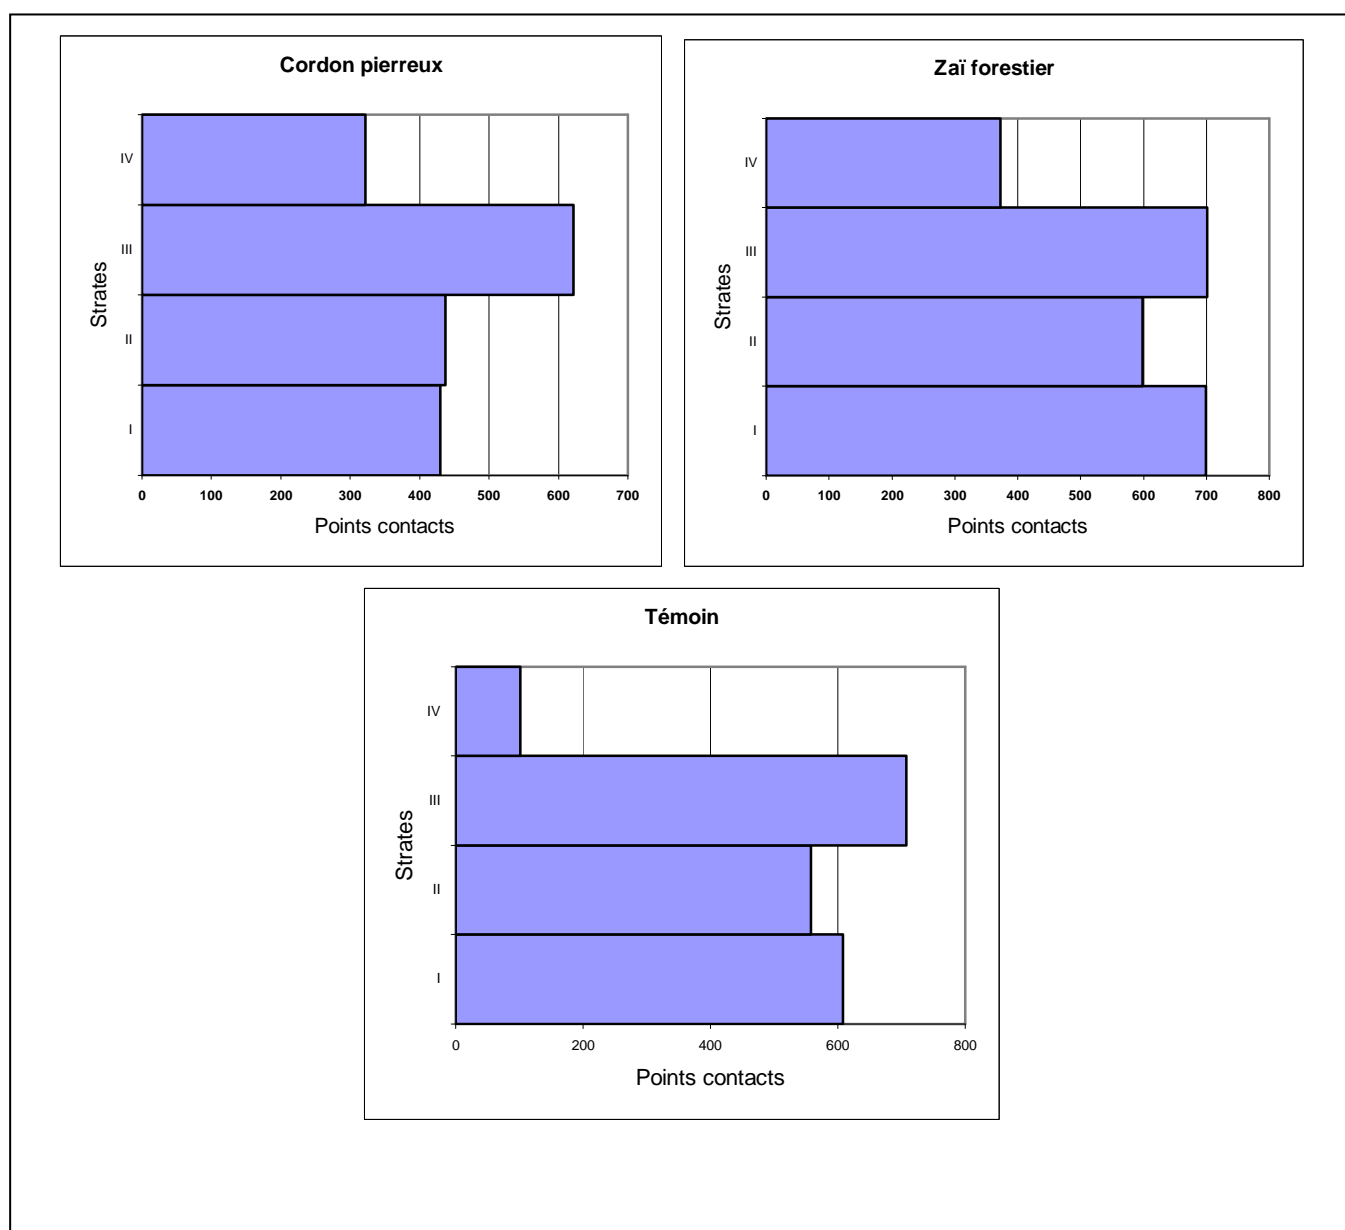 Cordon pierreux
IV
III
II
I
Strates
0 100 200 300 400 500 600 700
Points contacts
Zaï forestier
IV
III
II
I
Strates
0 100 200 300 400 500 600 700 800
Points contacts
Témoin
IV
III
II
I
Strates
0 200 400 600 800
Points contacts